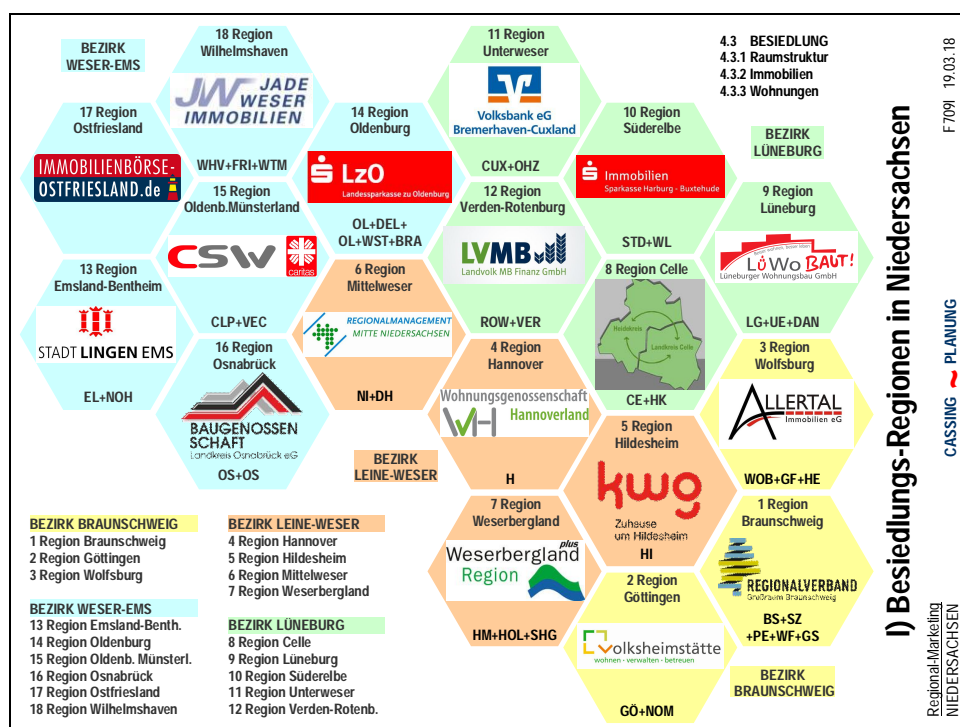 BEZIRK
WESER-EMS
18 Region
Wilhelmshaven
JW JADE
WESER
IMMOBILIEN
WHV+FRI+WTM
11 Region
Unterweser
Volksbank eG
Bremerhaven-Cuxland
CUX+OHZ
4.3 BESIEDLUNG
4.3.1 Raumstruktur
4.3.2 Immobilien
4.3.3 Wohnungen
17 Region
Ostfriesland
IMMOBILIENBÖRSE-
OSTFRIESLAND.de
14 Region
Oldenburg
LzO
Landessparkasse zu Oldenburg
OL+DEL+
OL+WST+BRA
10 Region
Süderelbe
Immobilien
Sparkasse Harburg - Buxtehude
STD+WL
BEZIRK
LÜNEBURG
15 Region
Oldenb.Münsterland
CSW
caritas
CLP+VEC
12 Region
Verden-Rotenburg
LVMB
Landvolk MB Finanz GmbH
ROW+VER
9 Region
Lüneburg
LüWo BAUT!
Lüneburger Wohnungsbau GmbH
LG+UE+DAN
13 Region
Emsland-Bentheim
STADT LINGEN EMS
EL+NOH
6 Region
Mittelweser
REGIONALMANAGEMENT
MITTE NIEDERSACHSEN
NI+DH
8 Region Celle
Heidekreis
Landkreis Celle
CE+HK
16 Region
Osnabrück
BAUGENOSSEN
SCHAFT
Landkreis Osnabrück eG
OS+OS
4 Region
Hannover
Wohnungsgenossenschaft
WH Hannoverland
H
3 Region
Wolfsburg
ALLERTAL
Immobilien eG
WOB+GF+HE
BEZIRK
LEINE-WESER
5 Region
Hildesheim
kwg
Zuhause
um Hildesheim
HI
7 Region
Weserbergland
plus
Weserbergland
Region
HM+HOL+SHG
1 Region
Braunschweig
REGIONALVERBAND
Großraum Braunschweig
BS+SZ
+PE+WF+GS
2 Region
Göttingen
Volksheimstätte
wohnen - verwalten - betreuen
GÖ+NOM
BEZIRK
BRAUNSCHWEIG
BEZIRK BRAUNSCHWEIG
1 Region Braunschweig
2 Region Göttingen
3 Region Wolfsburg
BEZIRK WESER-EMS
13 Region Emsland-Benth.
14 Region Oldenburg
15 Region Oldenb. Münsterl.
16 Region Osnabrück
17 Region Ostfriesland
18 Region Wilhelmshaven
BEZIRK LEINE-WESER
4 Region Hannover
5 Region Hildesheim
6 Region Mittelweser
7 Region Weserbergland
BEZIRK LÜNEBURG
8 Region Celle
9 Region Lüneburg
10 Region Süderelbe
11 Region Unterweser
12 Region Verden-Rotenb.
I) Besiedlungs-Regionen in Niedersachsen
Regional-Marketing
NIEDERSACHSEN
CASSING ~ PLANUNG
F709I 19.03.18